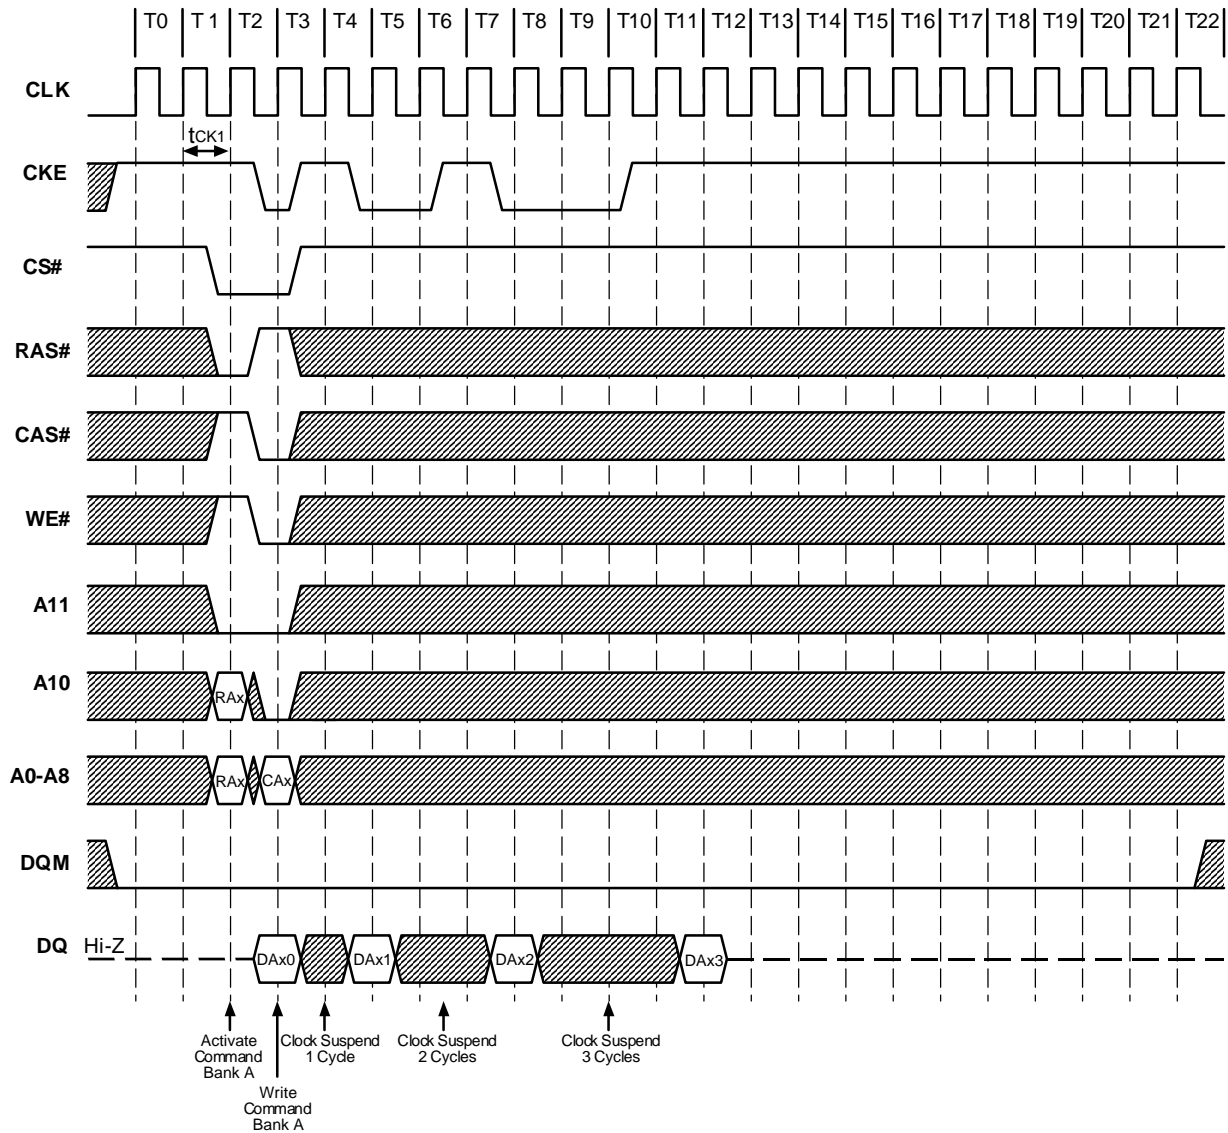 T0 T 1 T2 T3 T4 T5 T6 T7 T8 T9 T10 T11 T12 T13 T14 T15 T16 T17 T18 T19 T20 T21 T22
CLK
tCK1
CKE
CS#
RAS#
CAS#
WE#
A11
A10
RAx
A0-A8
RAx CAx
DQM
DQ Hi-Z
DAx0 DAx1 DAx2 DAx3
Activate
Command
Bank A
Write
Command
Bank A
Clock Suspend
1 Cycle
Clock Suspend
2 Cycles
Clock Suspend
3 Cycles